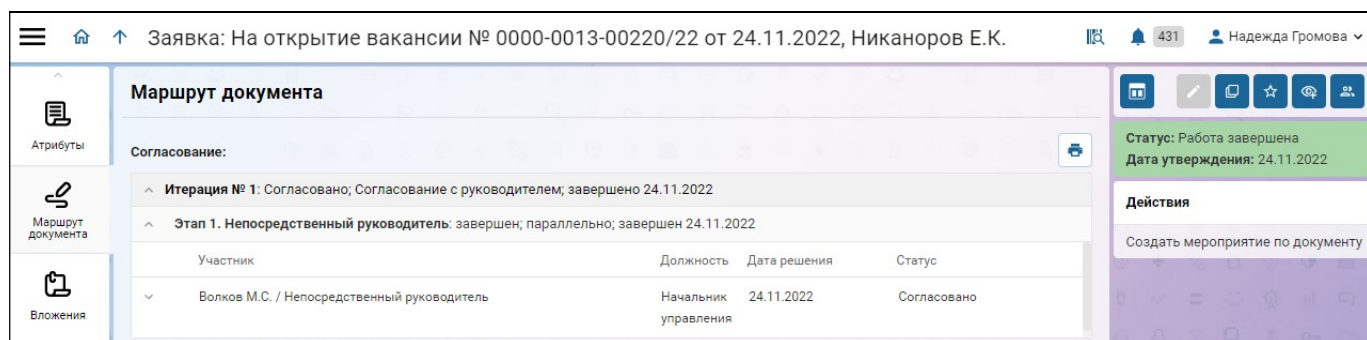 Заявка: На открытие вакансии № 0000-0013-00220/22 от 24.11.2022, Никаноров Е.К.
431
Надежда Громова
Атрибуты
Маршрут
документа
Вложения
Маршрут документа
Согласование:
Итерация № 1: Согласовано; Согласование с руководителем; завершено 24.11.2022
Этап 1. Непосредственный руководитель: завершен; параллельно; завершен 24.11.2022
Участник Должность Дата решения Статус
Волков М.С. / Непосредственный руководитель Начальник 24.11.2022 Согласовано
управления
Статус: Работа завершена
Дата утверждения: 24.11.2022
Действия
Создать мероприятие по документу